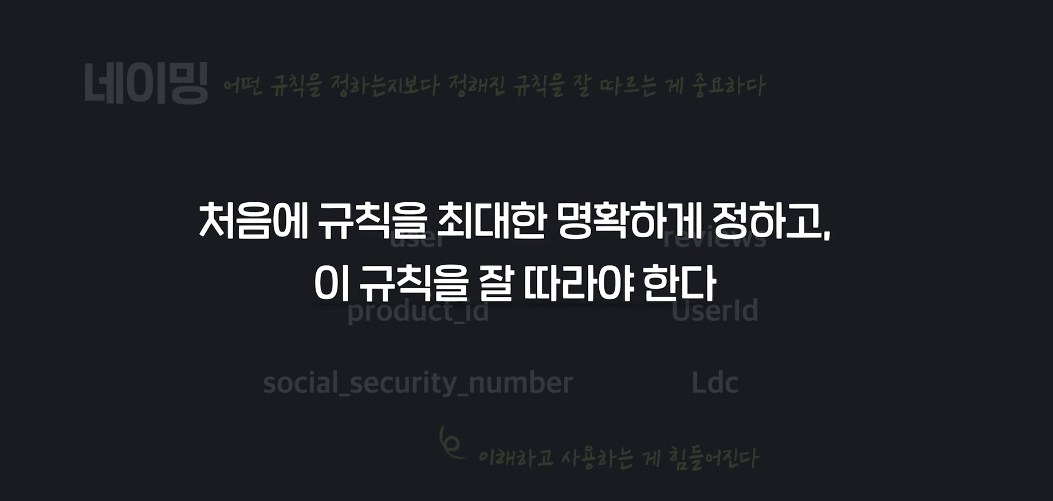 네이밍 어떤 규칙을 정하는지보다 정해진 규칙을 잘 따르는 게 중요하다
처음에 규칙을 최대한 명확하게 정하고,
user reviews
이 규칙을 잘 따라야 한다
product_id UserId
social_security_number Ldc
이해하고 사용하는 게 힘들어진다